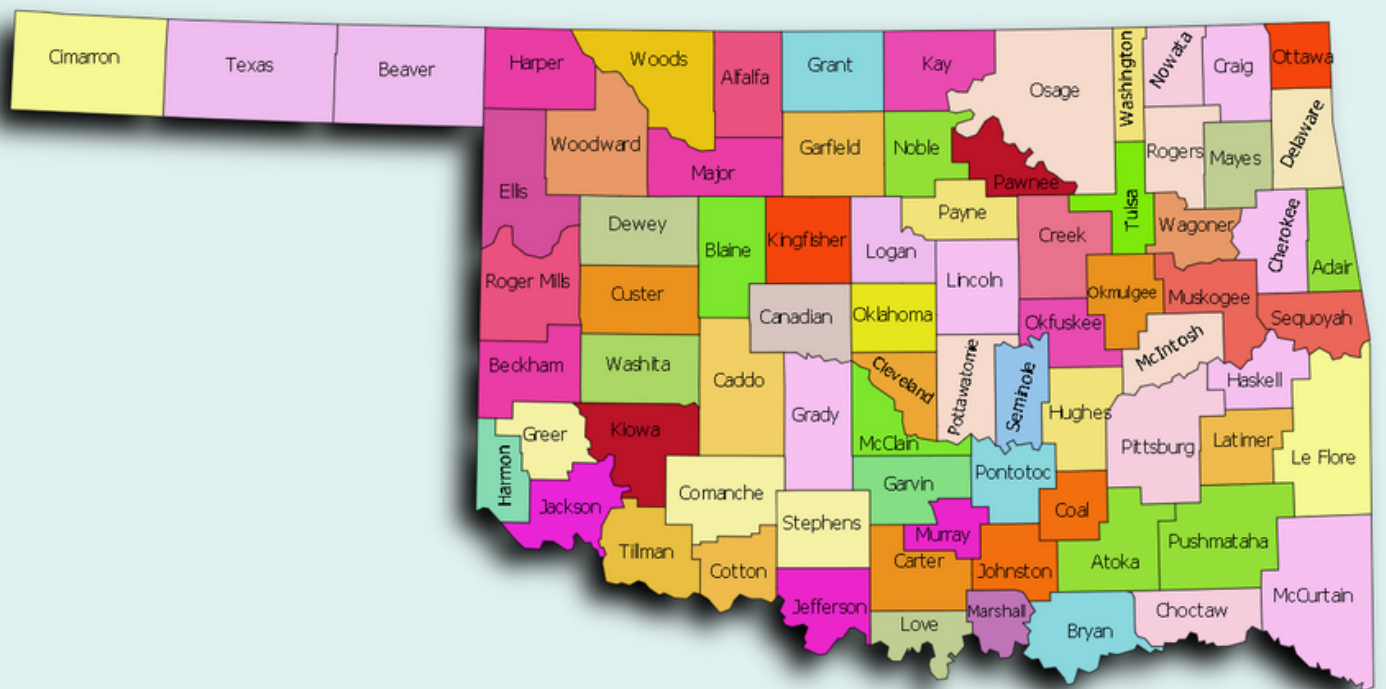 Cimarron
Texas
Beaver
Harper
Woods
Alfalfa
Grant
Kay
Osage
Washington
Nowata
Craig
Ottawa
Woodward
Major
Garfield
Noble
Pawnee
Rogers
Mayes
Delaware
Ellis
Dewey
Blaine
Kingfisher
Logan
Payne
Creek
Tulsa
Wagoner
Cherokee
Adair
Roger Mills
Custer
Canadian
Oklahoma
Lincoln
Okmulgee
Muskogee
Okfuskee
Sequoyah
Beckham
Washita
Caddo
Grady
Cleveland
Pottawatome
Seminole
McIntosh
Haskell
Hughes
Greer
Kiowa
McClain
Pittsburg
Latimer
Le Flore
Harmon
Jackson
Comanche
Garvin
Pontotoc
Coal
Stephens
Murray
Tillman
Cotton
Carter
Johnston
Atoka
Pushmataha
Jefferson
Love
Marshall
Bryan
Choctaw
McCurtain